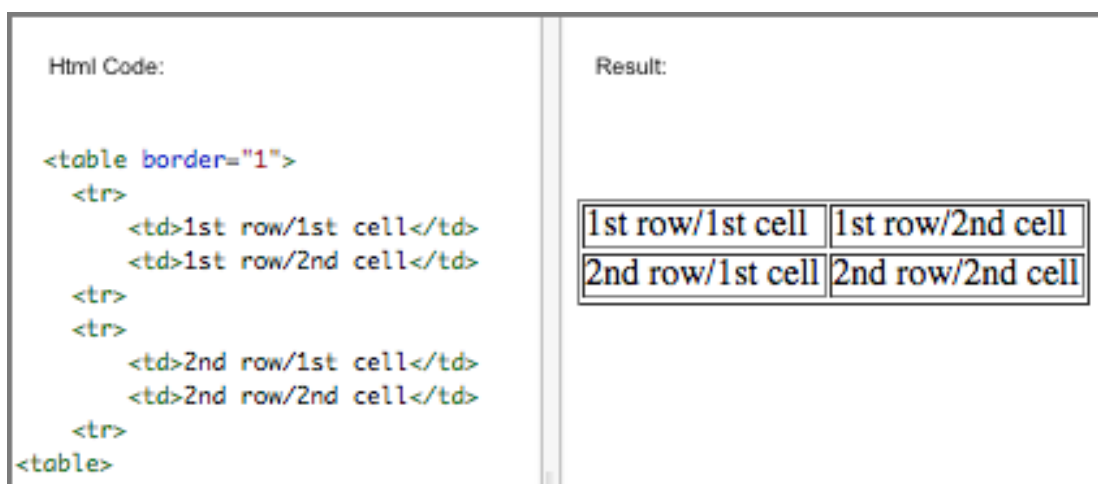 Html Code:
<table border="1">
<tr>
<td>1st row/1st cell</td>
<td>1st row/2nd cell</td>
<tr>
<tr>
<td>2nd row/1st cell</td>
<td>2nd row/2nd cell</td>
<tr>
<table>
Result:
1st row/1st cell 1st row/2nd cell
2nd row/1st cell 2nd row/2nd cell